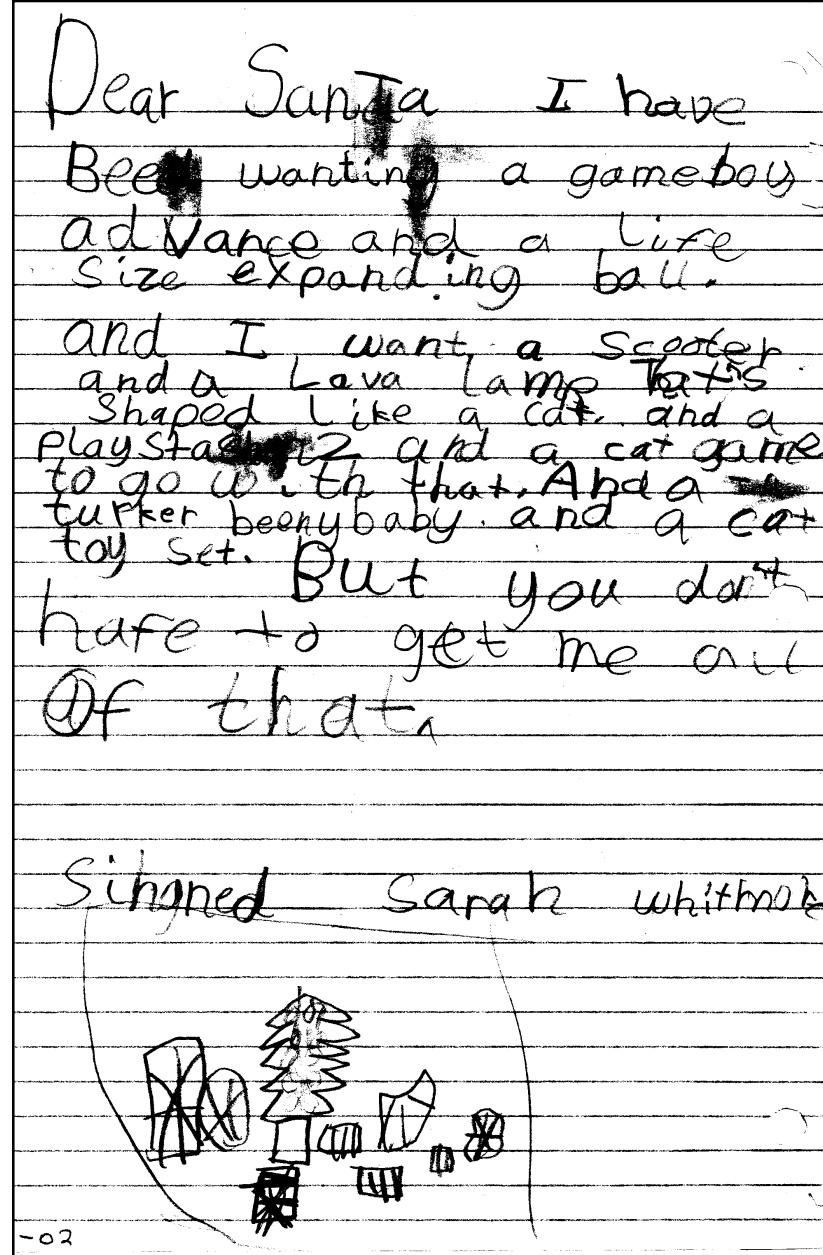 Dear Santa I have
Been wanting a gameboy
advance and a life
size expanding ball.
and I want a scooter
and a Lava lamp That's
shaped like a cat. and a
playstation2 and a cat game
to go with that. And a
turker beenybaby. and a cat
toy set.
But you don't
hafe to get me all
Of that.
Singned Sarah whitmore
-02